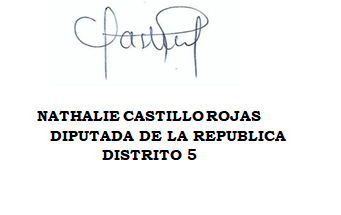 NATHALIE CASTILLO ROJAS
DIPUTADA DE LA REPUBLICA
DISTRITO 5